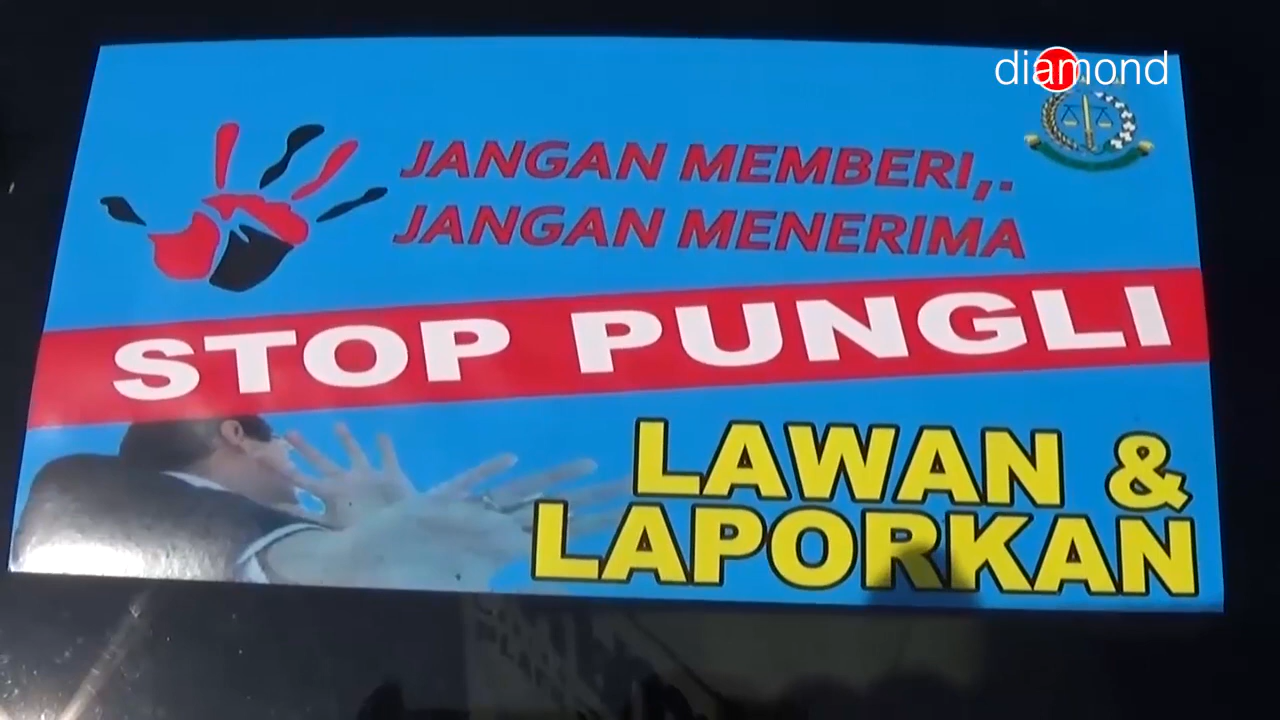 diamond
JANGAN MEMBERI,.
JANGAN MENERIMA
STOP PUNGLI
LAWAN &
LAPORKAN